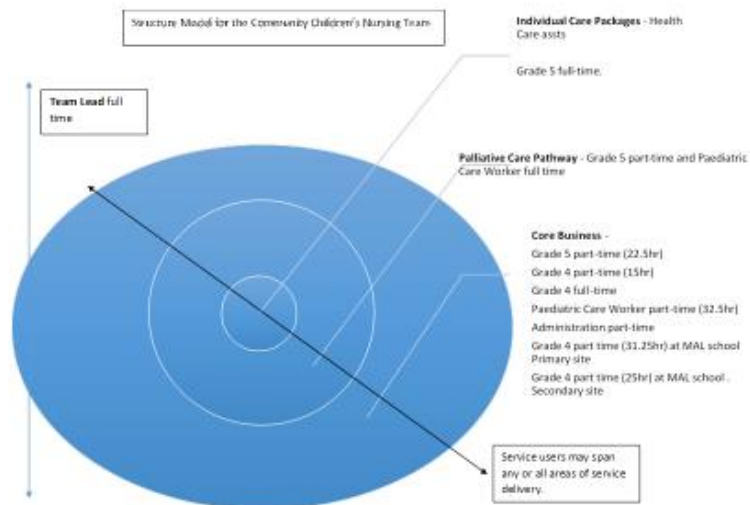 Structure Model for the Community Children's Nursing Team
Individual Care Packages - Health
Care assts
Grade 5 full-time.
Team Lead full
time
Palliative Care Pathway - Grade 5 part-time and Paediatric
Care Worker full time
Core Business -
Grade 5 part-time (22.5hr)
Grade 4 part-time (15hr)
Grade 4 full-time
Paediatric Care Worker part-time (32.5hr)
Administration part-time
Grade 4 part time (31.25hr) at MAL school
Primary site
Grade 4 part time (25hr) at MAL school .
Secondary site
Service users may span
any or all areas of service
delivery.